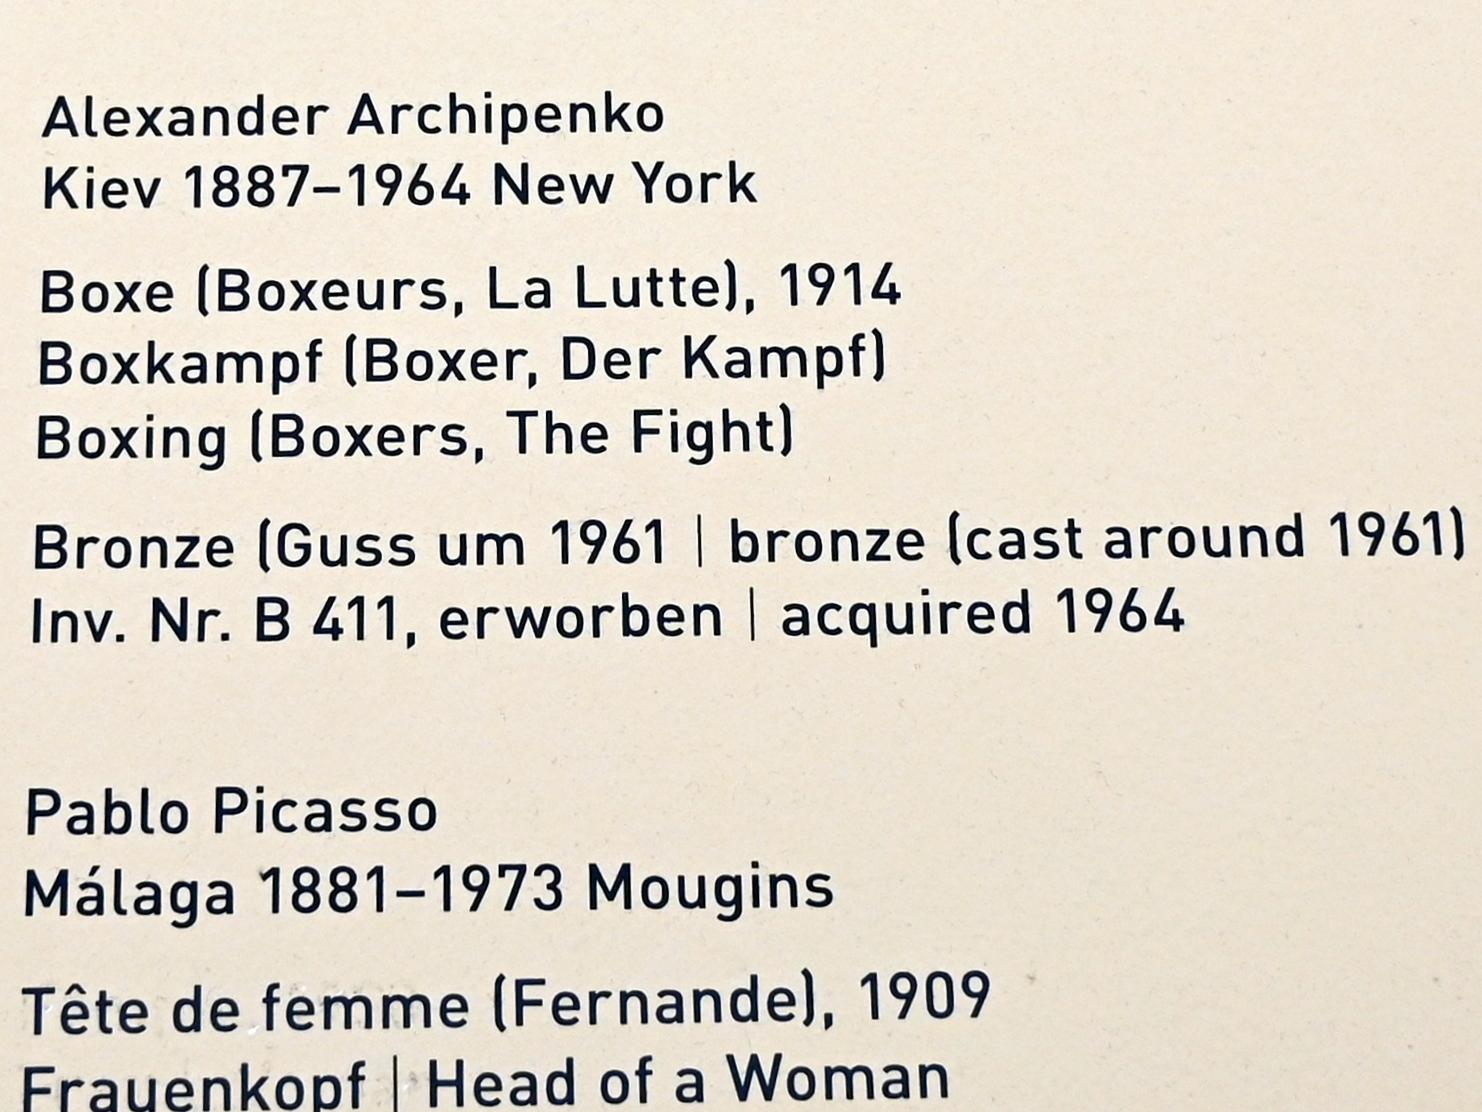 Alexander Archipenko
Kiev 1887–1964 New York
Boxe (Boxeurs, La Lutte), 1914
Boxkampf (Boxer, Der Kampf)
Boxing (Boxers, The Fight)
Bronze (Guss um 1961 | bronze (cast around 1961)
Inv. Nr. B 411, erworben | acquired 1964
Pablo Picasso
Málaga 1881–1973 Mougins
Tête de femme (Fernande), 1909
Frauenkopf | Head of a Woman